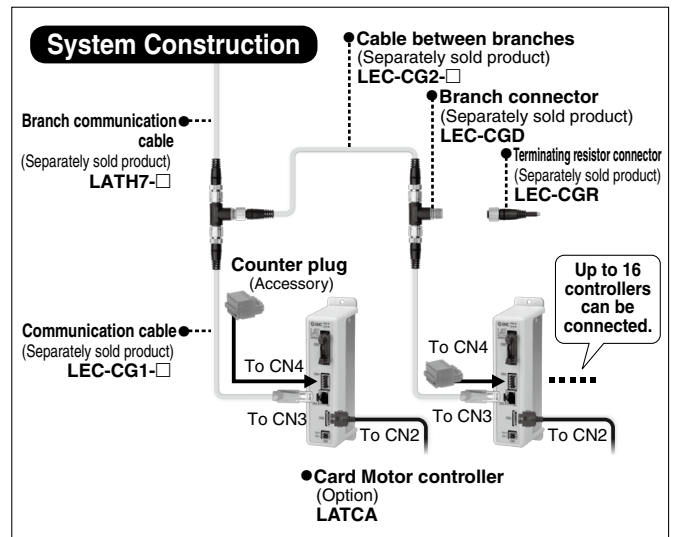 System Construction
Cable between branches
(Separately sold product)
LEC-CG2-□
Branch connector
(Separately sold product)
LEC-CGD
Terminating resistor connector
(Separately sold product)
LEC-CGR
Branch communication
cable
(Separately sold product)
LATH7-□
Counter plug
(Accessory)
Up to 16
controllers
can be
connected.
Communication cable
(Separately sold product)
LEC-CG1-□
To CN4
To CN3
To CN2
To CN4
To CN3
To CN2
Card Motor controller
(Option)
LATCA